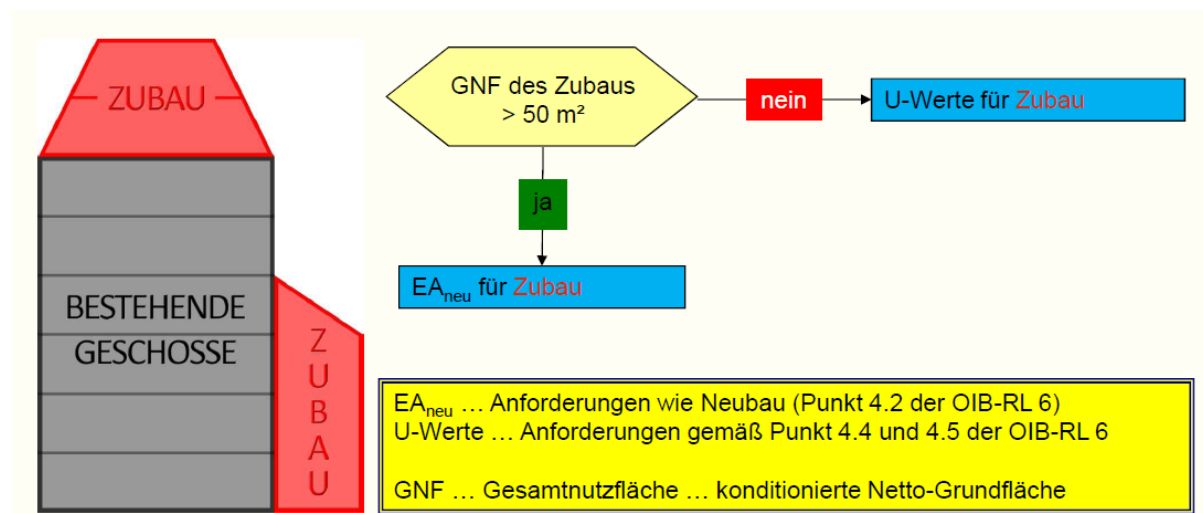 ZUBAU
BESTEHENDE
GESCHOSSE
ZUBAU
GNF des Zubaus
> 50 m²
nein
U-Werte für Zubau
ja
EAneu für Zubau
EAneu … Anforderungen wie Neubau (Punkt 4.2 der OIB-RL 6)
U-Werte … Anforderungen gemäß Punkt 4.4 und 4.5 der OIB-RL 6
GNF … Gesamtnutzfläche … konditionierte Netto-Grundfläche